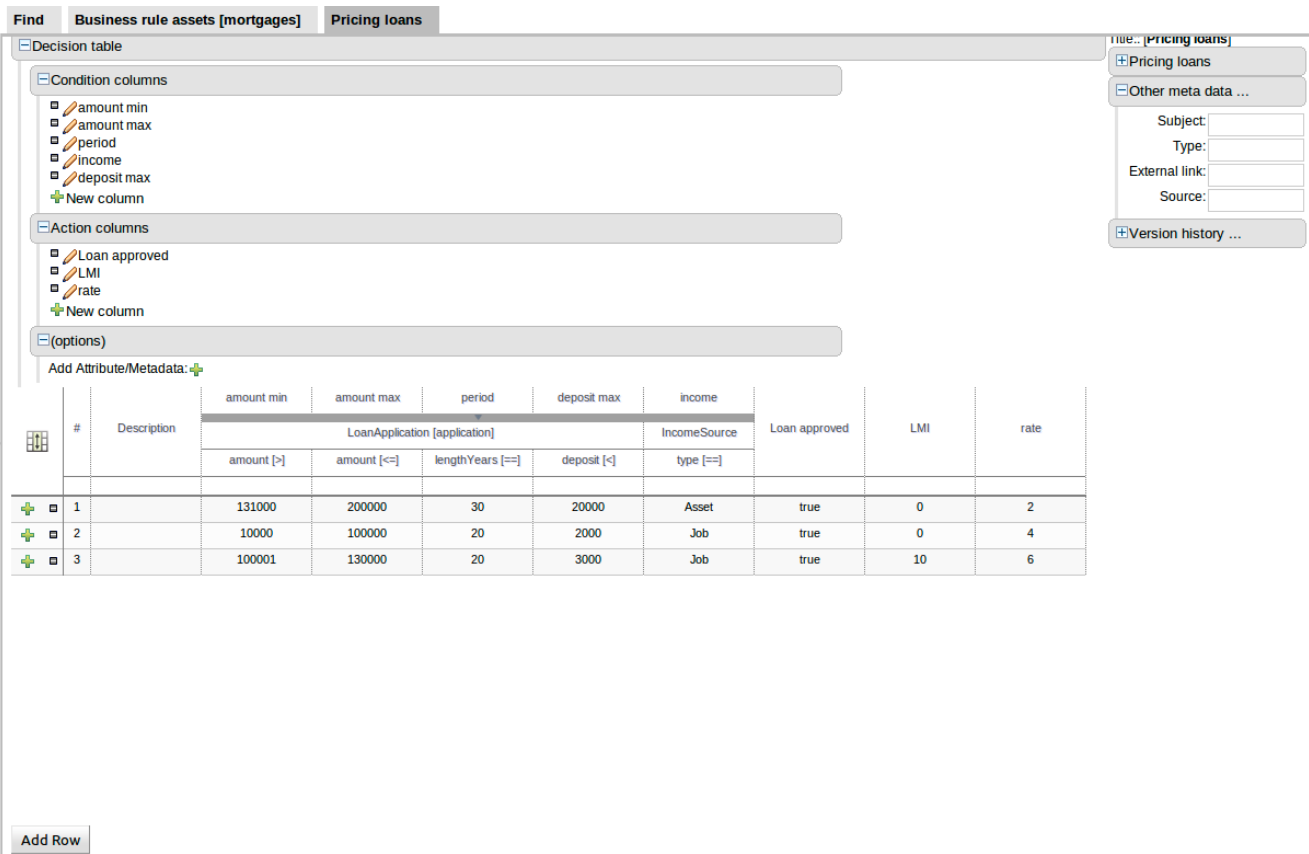 Find Business rule assets [mortgages] Pricing loans
Decision table
Condition columns
amount min
amount max
period
income
deposit max
New column
Action columns
Loan approved
LMI
rate
New column
(options)
Add Attribute/Metadata:
Title:. [Pricing loans]
Pricing loans
Other meta data ...
Subject:
Type:
External link:
Source:
Version history ...
amount min amount max period deposit max income
# Description LoanApplication [application] IncomeSource Loan approved LMI rate
amount [>] amount [<=] lengthYears [==] deposit [<] type [==]
1 131000 200000 30 20000 Asset true 0 2
2 10000 100000 20 2000 Job true 0 4
3 100001 130000 20 3000 Job true 10 6
Add Row